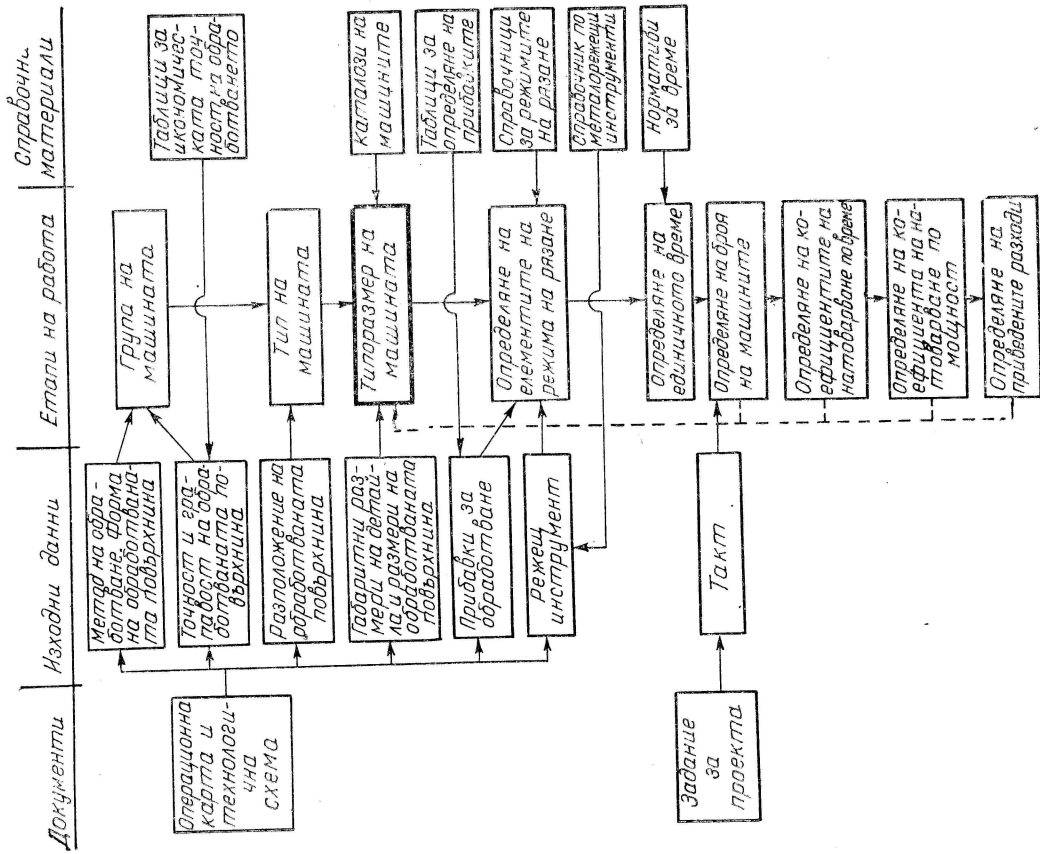 Документи
Изходни данни
Етапи на работа
Справочни
материали
Операционна
карта и
технологи-
чна
схема
Задание
за
проекта
Метод на обра-
ботване форма
на обработвана-
та повърхнина
Точност и гра-
павост на обра-
ботваната по-
върхнина
Разположение на
обработваната
повърхнина
Габаритни раз-
мери на детай-
ла и размери на
обработваната
повърхнина
Прибавки за
обработване
Режещ
инструмент
Такт
Група на
машината
Тип на
машината
Типоразмер на
машината
Определяне на
елементите на
режима на рязане
Определяне на
единичното време
Определяне на броя
на машините
Определяне на ко-
ефициентите на
натоварване по време
Определяне на ко-
ефициента на на-
товарване по
мощност
Определяне на
приведените разходи
Таблици за
икономичес-
ката точ-
ност на обра-
ботването
Каталози на
машините
Таблици за
определяне на
прибавките
Справочници
за режимите
на рязане
Справочник по
металорежещи
инструменти
Нормативи
за време